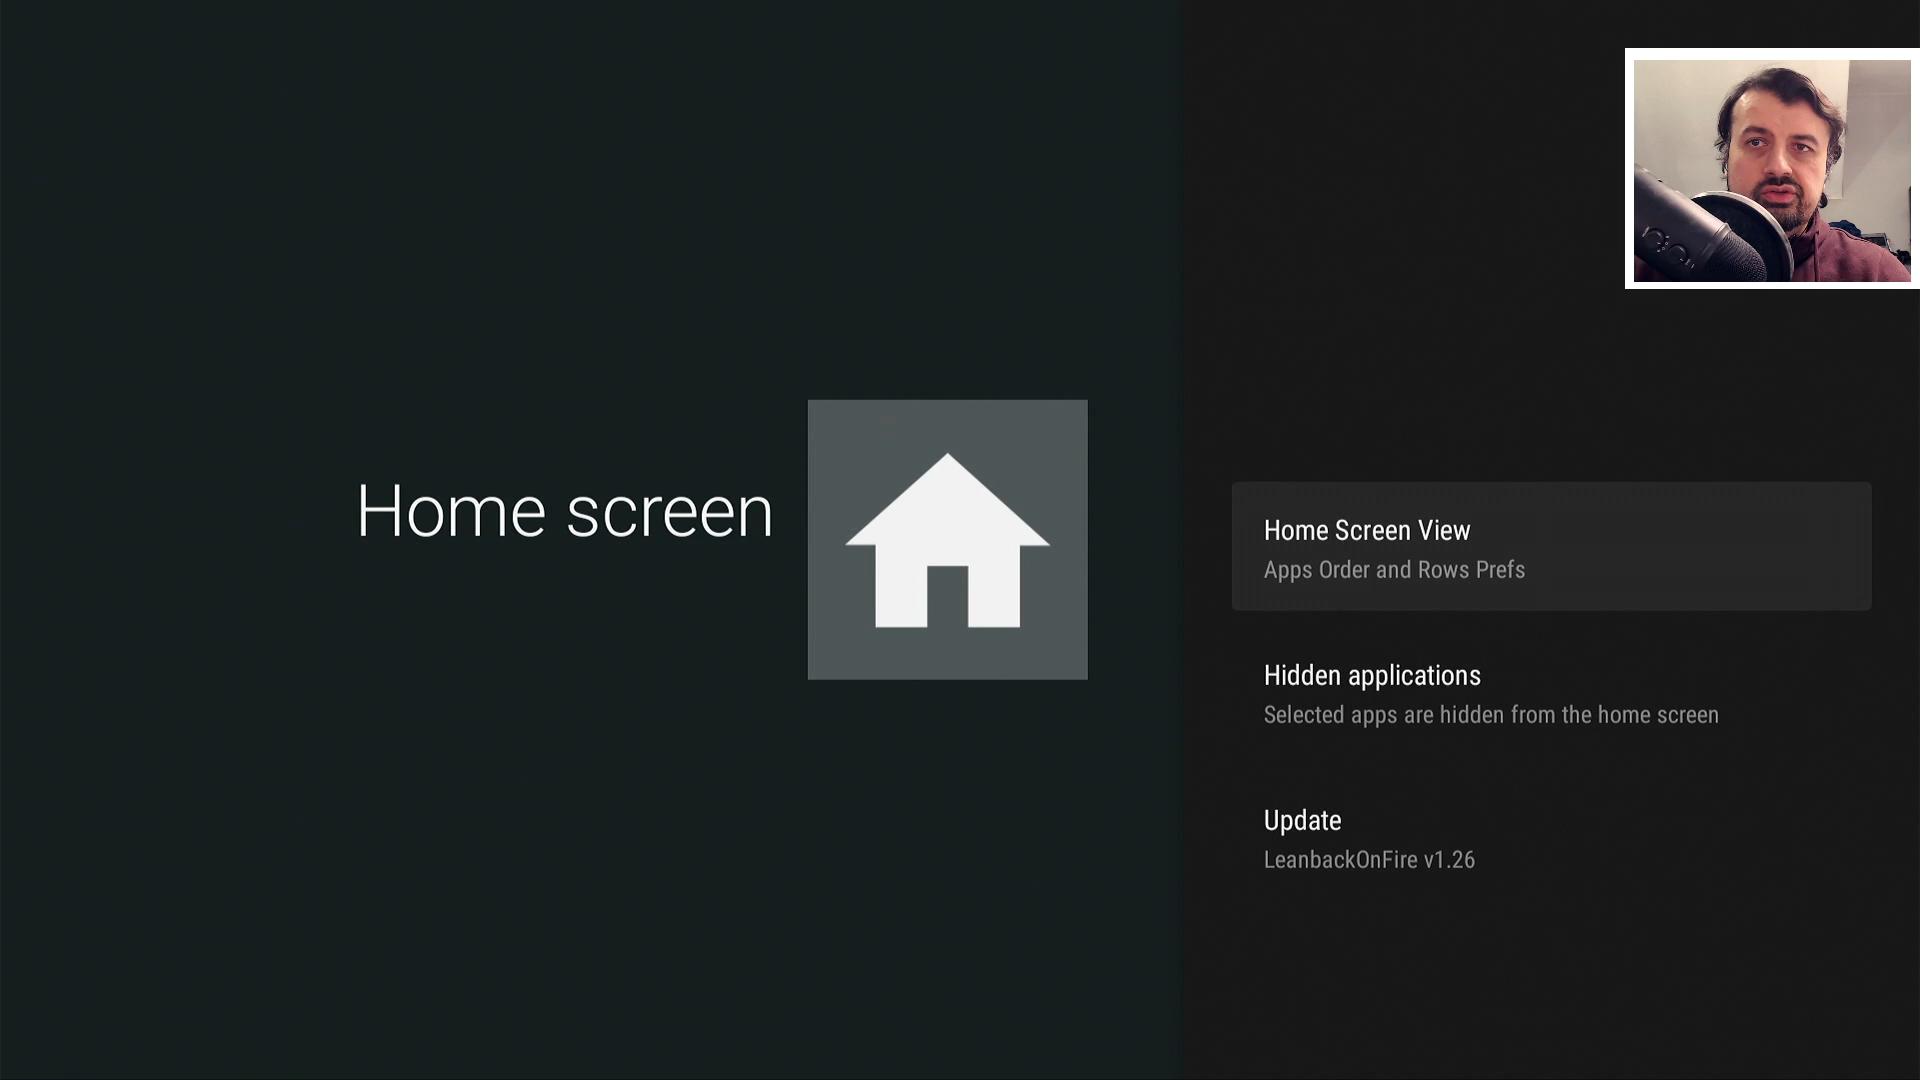 Home screen
Home Screen View
Apps Order and Rows Prefs
Hidden applications
Selected apps are hidden from the home screen
Update
LeanbackOnFire v1.26